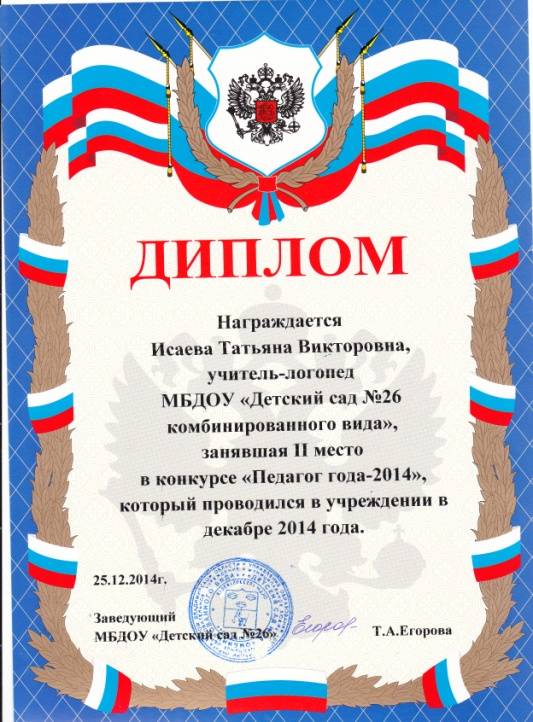 ДИПЛОМ
Награждается
Исаева Татьяна Викторовна,
учитель-логопед
МБДОУ «Детский сад №26
комбинированного вида»,
занявшая II место
в конкурсе «Педагог года-2014»,
который проводился в учреждении в
декабре 2014 года.
25.12.2014г.
Заведующий
МБДОУ «Детский сад №26»
Т.А.Егорова